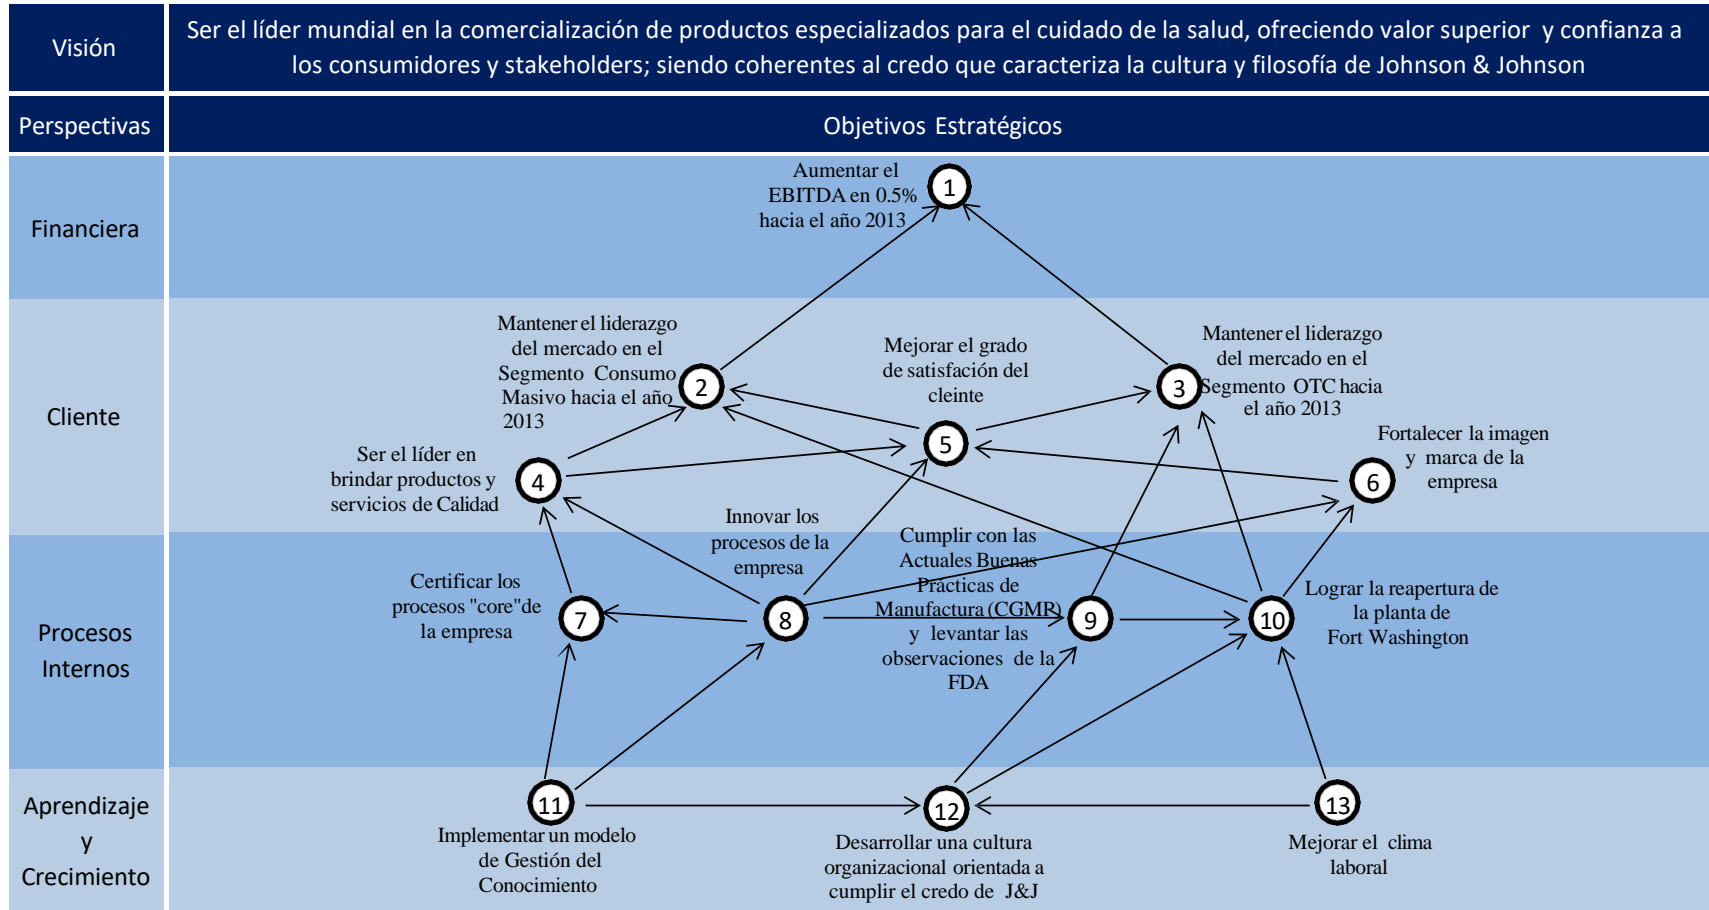 Visión
Ser el líder mundial en la comercialización de productos especializados para el cuidado de la salud, ofreciendo valor superior y confianza a
los consumidores y stakeholders; siendo coherentes al credo que caracteriza la cultura y filosofía de Johnson & Johnson
Perspectivas
Objetivos Estratégicos
Financiera
Aumentar el
EBITDA en 0.5%
hacia el año 2013
1
Cliente
Mantener el liderazgo
del mercado en el
Segmento Consumo
Masivo hacia el año
2013
2
Mejorar el grado
de satisfación del
cleinte
5
3
Mantener el liderazgo
del mercado en el
Segmento OTC hacia
el año 2013
Ser el líder en
brindar productos y
servicios de Calidad
4
Fortalecer la imagen
y marca de la
empresa
6
Procesos
Internos
Certificar los
procesos "core"de
la empresa
7
Innovar los
procesos de la
empresa
8
Cumplir con las
Actuales Buenas
Prácticas de
Manufactura (CGMP)
y levantar las
observaciones de la
FDA
9
10
Lograr la reapertura de
la planta de
Fort Washington
Aprendizaje
y
Crecimiento
11
Implementar un modelo
de Gestión del
Conocimiento
12
Desarrollar una cultura
organizacional orientada a
cumplir el credo de J&J
13
Mejorar el clima
laboral